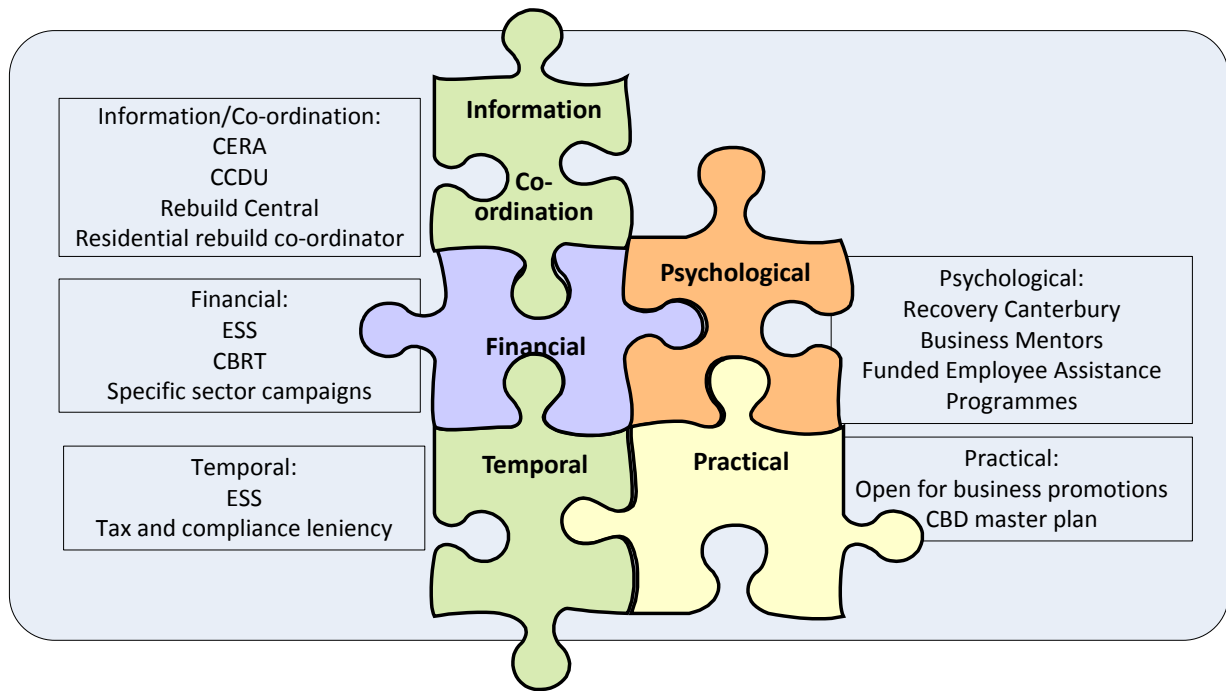 Information/Co-ordination:
CERA
CCDU
Rebuild Central
Residential rebuild co-ordinator
Financial:
ESS
CBRT
Specific sector campaigns
Temporal:
ESS
Tax and compliance leniency
Information
Co-
ordination
Financial
Temporal
Psychological
Practical
Psychological:
Recovery Canterbury
Business Mentors
Funded Employee Assistance
Programmes
Practical:
Open for business promotions
CBD master plan